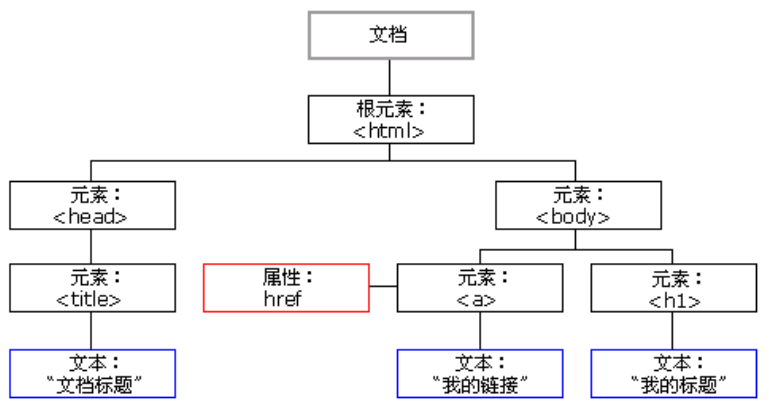 文档
根元素：
<html>
元素：
<head>
元素：
<body>
元素：
<title>
属性：
href
元素：
<a>
元素：
<h1>
文本：
“文档标题”
文本：
“我的链接”
文本：
“我的标题”